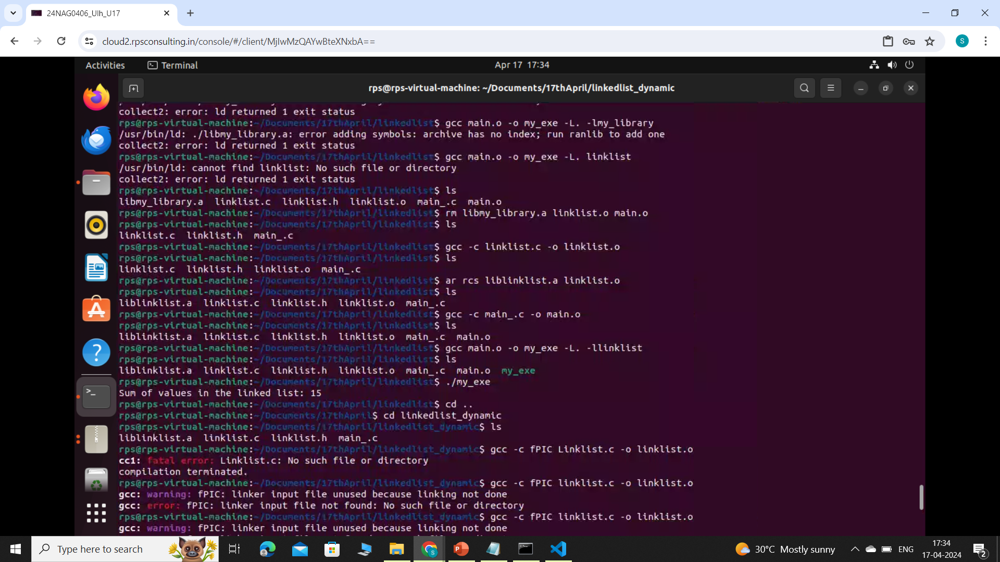 24NAG0406_Ulh_U17
cloud2.rpsconsulting.in/console/#/client/MjIwMzQAYwBteXNxbA==
S
Activities
Terminal
Apr 17 17:34
rps@rps-virtual-machine: ~/Documents/17thApril/linkedlist_dynamic
collect2: error: ld returned 1 exit status
rps@rps-virtual-machine:~/Documents/17thApril/linkedlist$ gcc main.o -o my_exe -L. -lmy_library
/usr/bin/ld: ./libmy_library.a: error adding symbols: archive has no index; run ranlib to add one
collect2: error: ld returned 1 exit status
rps@rps-virtual-machine:~/Documents/17thApril/linkedlist$ gcc main.o -o my_exe -L. linklist
/usr/bin/ld: cannot find linklist: No such file or directory
collect2: error: ld returned 1 exit status
rps@rps-virtual-machine:~/Documents/17thApril/linkedlist$ ls
libmy_library.a linklist.c linklist.h linklist.o main_.c main.o
rps@rps-virtual-machine:~/Documents/17thApril/linkedlist$ rm libmy_library.a linklist.o main.o
rps@rps-virtual-machine:~/Documents/17thApril/linkedlist$ ls
linklist.c linklist.h main_.c
rps@rps-virtual-machine:~/Documents/17thApril/linkedlist$ gcc -c linklist.c -o linklist.o
rps@rps-virtual-machine:~/Documents/17thApril/linkedlist$ ls
linklist.c linklist.h linklist.o main_.c
rps@rps-virtual-machine:~/Documents/17thApril/linkedlist$ ar rcs liblinklist.a linklist.o
rps@rps-virtual-machine:~/Documents/17thApril/linkedlist$ ls
liblinklist.a linklist.c linklist.h linklist.o main_.c
rps@rps-virtual-machine:~/Documents/17thApril/linkedlist$ gcc -c main_.c -o main.o
rps@rps-virtual-machine:~/Documents/17thApril/linkedlist$ ls
liblinklist.a linklist.c linklist.h linklist.o main_.c main.o
rps@rps-virtual-machine:~/Documents/17thApril/linkedlist$ gcc main.o -o my_exe -L. -llinklist
rps@rps-virtual-machine:~/Documents/17thApril/linkedlist$ ls
liblinklist.a linklist.c linklist.h linklist.o main_.c main.o my_exe
rps@rps-virtual-machine:~/Documents/17thApril/linkedlist$ ./my_exe
Sum of values in the linked list: 15
rps@rps-virtual-machine:~/Documents/17thApril/linkedlist$ cd ..
rps@rps-virtual-machine:~/Documents/17thApril$ cd linkedlist_dynamic
rps@rps-virtual-machine:~/Documents/17thApril/linkedlist_dynamic$ ls
liblinklist.a linklist.c linklist.h main_.c
rps@rps-virtual-machine:~/Documents/17thApril/linkedlist_dynamic$ gcc -c fPIC Linklist.c -o linklist.o
cc1: fatal error: Linklist.c: No such file or directory
compilation terminated.
rps@rps-virtual-machine:~/Documents/17thApril/linkedlist_dynamic$ gcc -c fPIC linklist.c -o linklist.o
gcc: warning: fPIC: linker input file unused because linking not done
gcc: error: fPIC: linker input file not found: No such file or directory
rps@rps-virtual-machine:~/Documents/17thApril/linkedlist_dynamic$ gcc -c fPIC linklist.c -o linklist.o
gcc: warning: fPIC: linker input file unused because linking not done
Type here to search
30°C Mostly sunny
ENG
17:34
17-04-2024
2